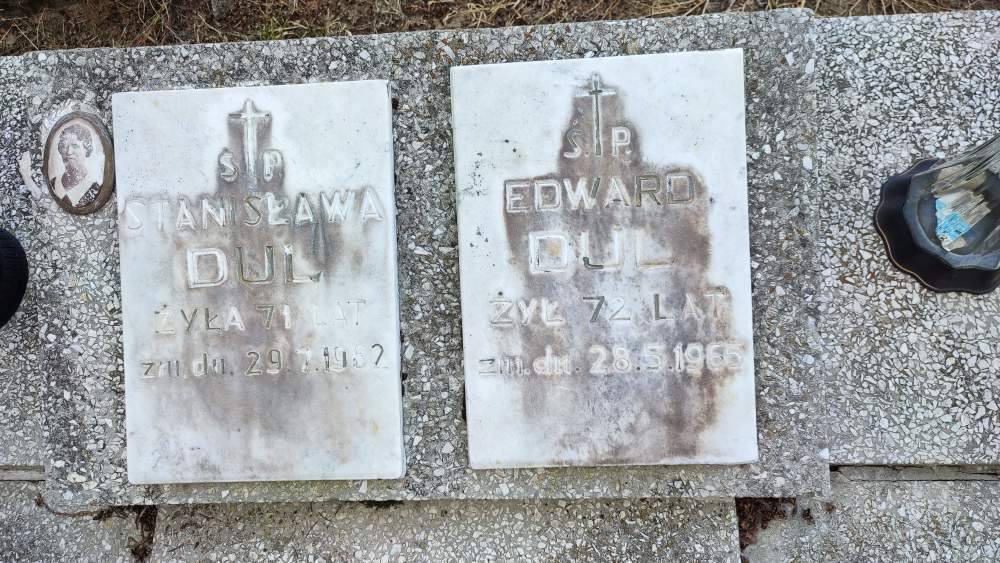 Ś P
STANISŁAWA
DUL
ŻYŁA 71 LAT
zm. dn. 29.7.1962
Ś. P.
EDWARD
DUL
ŻYŁ 72 LAT
zm. dn. 28.5.1965